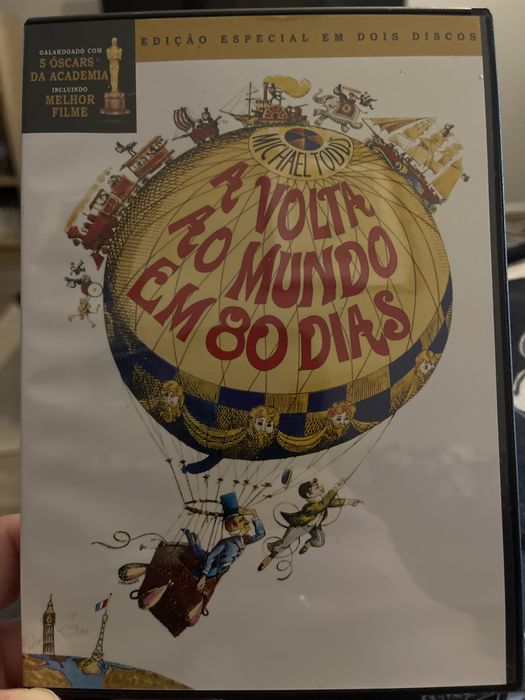 GALARDOADO COM
5 ÓSCARS
DA ACADEMIA
INCLUINDO
MELHOR
FILME
EDIÇÃO ESPECIAL EM DOIS DISCOS
MICHAEL TODD
A VOLTA
AO MUNDO
EM 80 DIAS